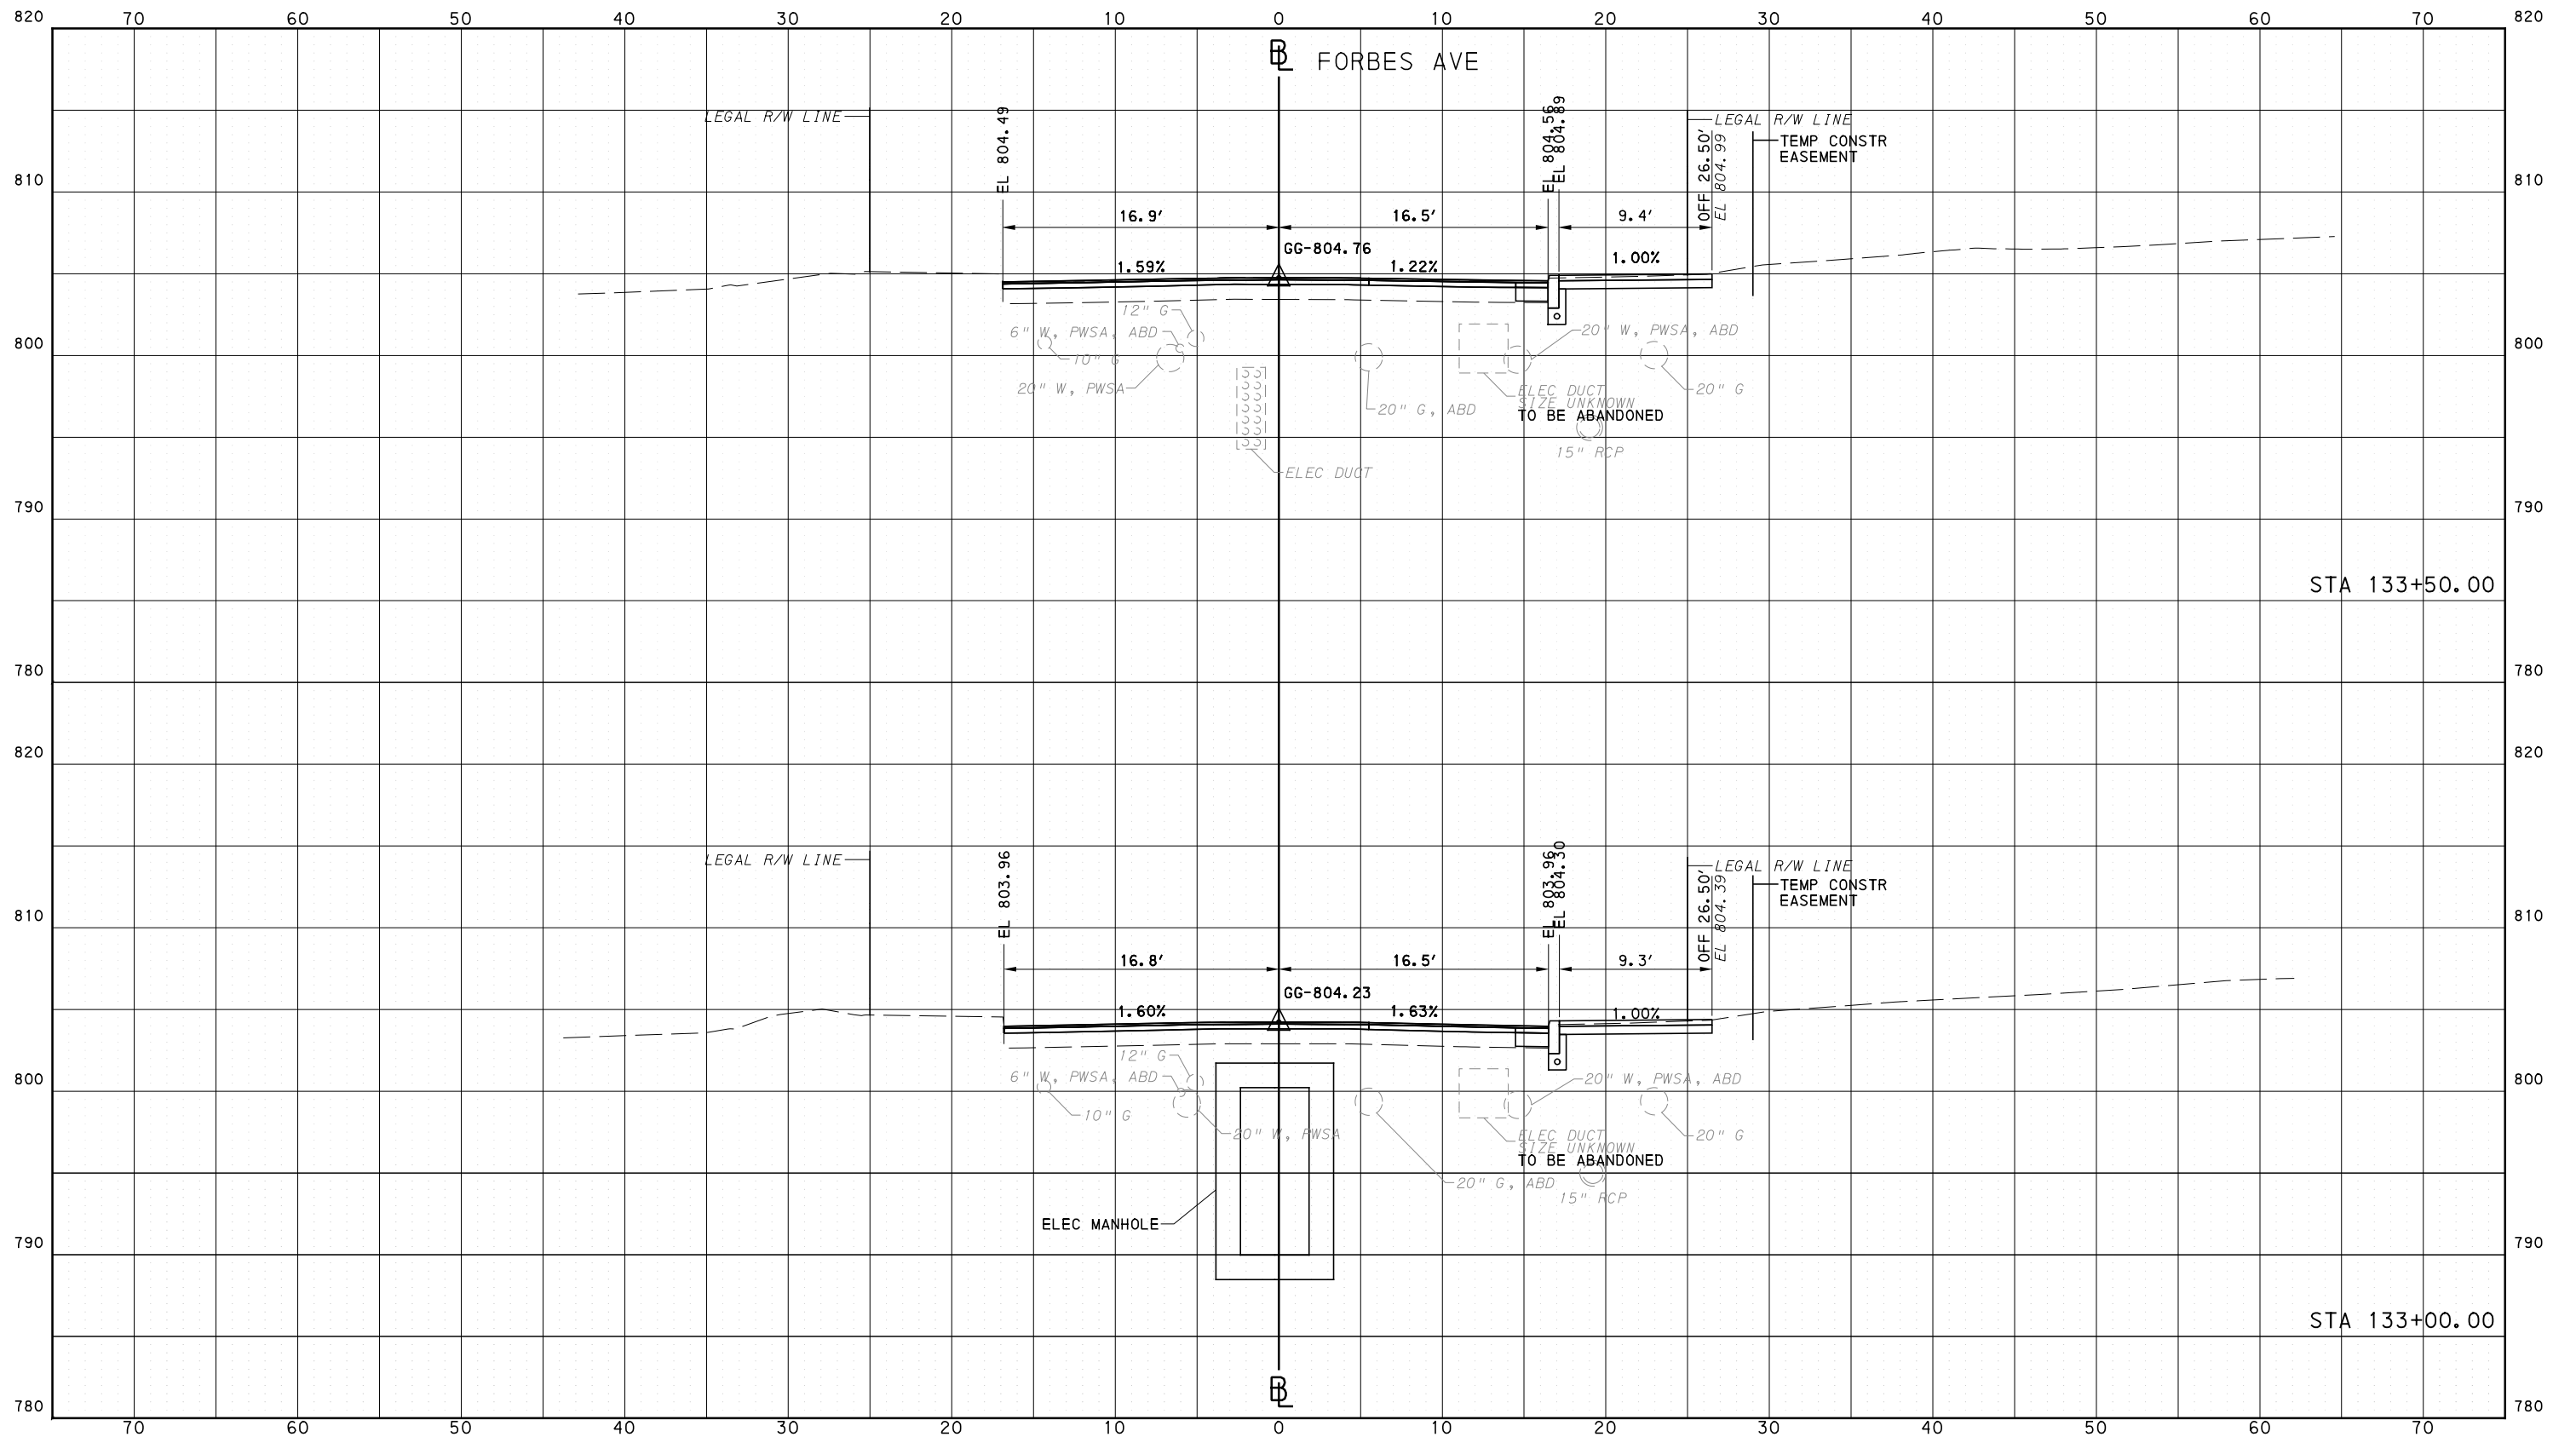 820 70 60 50 40 30 20 10 0 10 20 30 40 50 60 70 820
BL FORBES AVE
LEGAL R/W LINE
EL 804.49
EL 804.56
EL 804.89
LEGAL R/W LINE
OFF 26.50'
EL 804.99
TEMP CONSTR
EASEMENT
810 810
16.9' 16.5' 9.4'
GG-804.76
1.59% 1.22% 1.00%
12" G
6" W, PWSA, ABD
10" G
20" W, PWSA
20" W, PWSA, ABD
800 800
20" G, ABD
ELEC DUCT
SIZE UNKNOWN
TO BE ABANDONED
20" G
15" RCP
ELEC DUCT
790 790
STA 133+50.00
780 780
820 820
LEGAL R/W LINE
EL 803.96
EL 803.96
EL 804.30
LEGAL R/W LINE
OFF 26.50'
EL 804.39
TEMP CONSTR
EASEMENT
810 810
16.8' 16.5' 9.3'
GG-804.23
1.60% 1.63% 1.00%
12" G
6" W, PWSA, ABD
10" G
20" W, PWSA
20" W, PWSA, ABD
800 800
ELEC DUCT
SIZE UNKNOWN
TO BE ABANDONED
20" G
20" G, ABD
15" RCP
ELEC MANHOLE
790 790
STA 133+00.00
BL
780 780
70 60 50 40 30 20 10 0 10 20 30 40 50 60 70